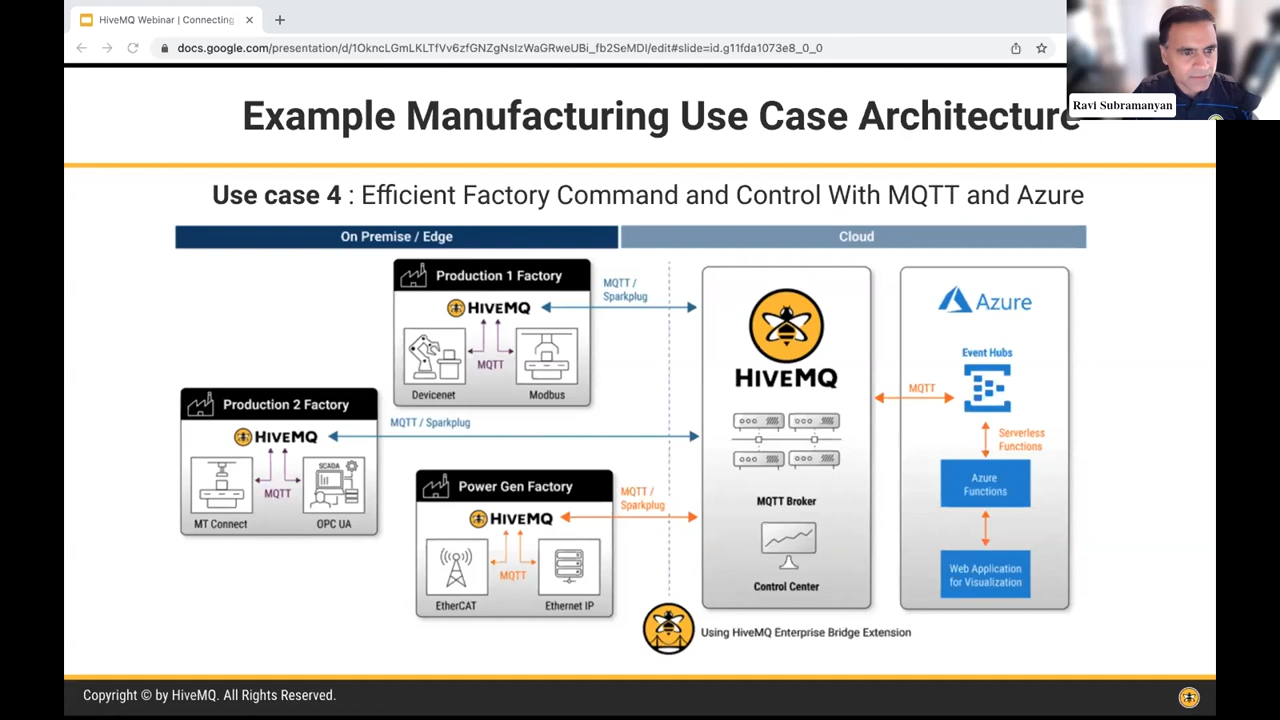 HiveMQ Webinar | Connecting
docs.google.com/presentation/d/1OkncLGmLKLTfVv6zfGNZgNsIzWaGRweUBi_fb2SeMDI/edit#slide=id.g11fda1073e8_0_0
Ravi Subramanyan
Example Manufacturing Use Case Architecture
Use case 4 : Efficient Factory Command and Control With MQTT and Azure
On Premise / Edge
Cloud
Production 1 Factory
HIVEMQ
MQTT
Devicenet
Modbus
MQTT /
Sparkplug
Production 2 Factory
HIVEMQ
SCADA
MQTT
MT Connect
OPC UA
MQTT / Sparkplug
Power Gen Factory
HIVEMQ
MQTT
EtherCAT
Ethernet IP
MQTT /
Sparkplug
HIVEMQ
MQTT Broker
Control Center
MQTT
Azure
Event Hubs
Serverless
Functions
Azure
Functions
Web Application
for Visualization
Using HiveMQ Enterprise Bridge Extension
Copyright © by HiveMQ. All Rights Reserved.